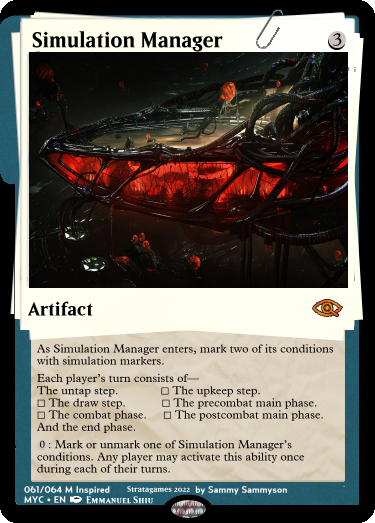 Simulation Manager 3
Artifact
As Simulation Manager enters, mark two of its conditions
with simulation markers.
Each player's turn consists of—
The untap step. □ The upkeep step.
□ The draw step. □ The precombat main phase.
□ The combat phase. □ The postcombat main phase.
And the end phase.
0 : Mark or unmark one of Simulation Manager's
conditions. Any player may activate this ability once
during each of their turns.
061/064 M Inspired Stratagames 2022 by Sammy Sammyson
MYC • EN Emmanuel Shiu